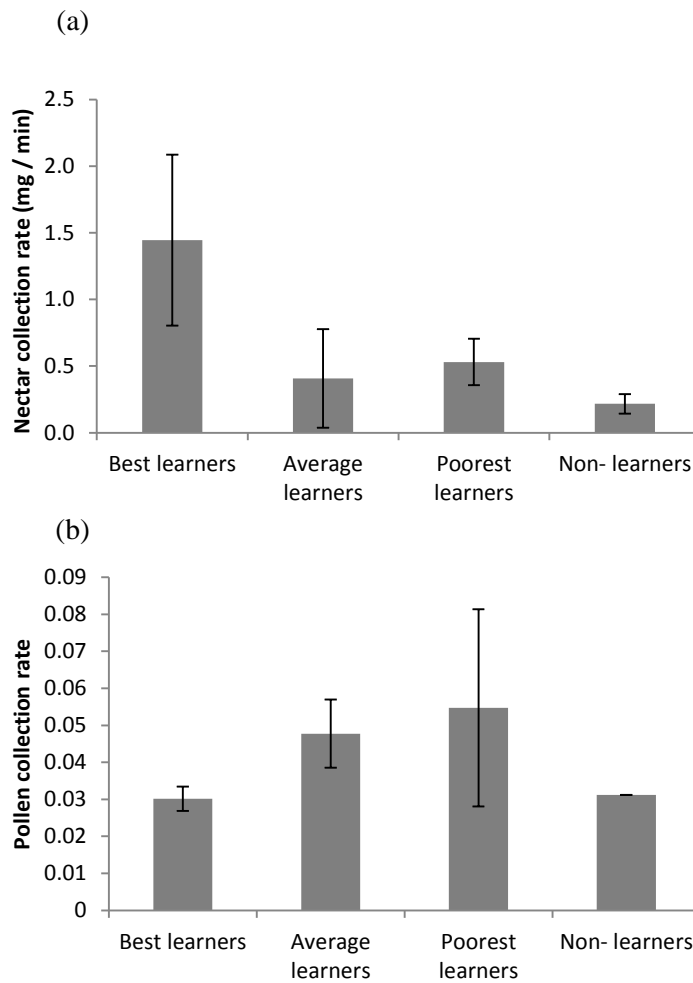 (a)
Nectar collection rate (mg / min)
2.5
2.0
1.5
1.0
0.5
0.0
Best learners
Average
learners
Poorest
learners
Non- learners
(b)
Pollen collection rate
0.09
0.08
0.07
0.06
0.05
0.04
0.03
0.02
0.01
0
Best learners
Average
learners
Poorest
learners
Non- learners